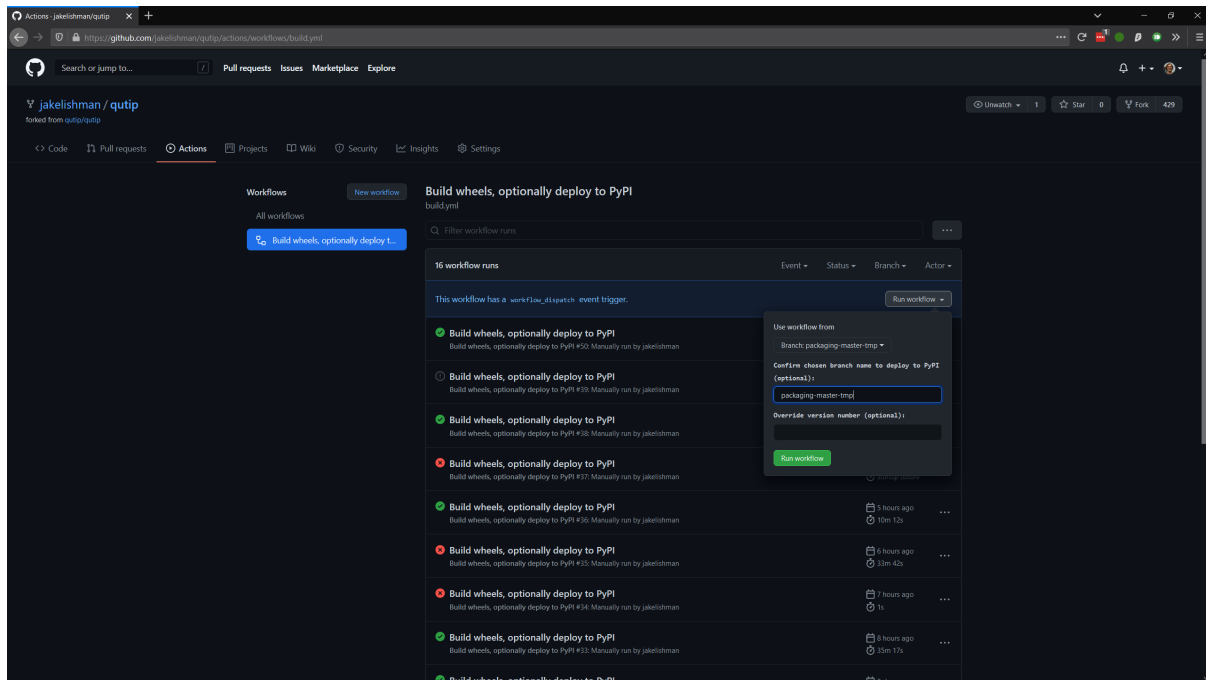 Actions · jakelishman/qutip
https://github.com/jakelishman/qutip/actions/workflows/build.yml
Search or jump to...
/
Pull requests Issues Marketplace Explore
jakelishman / qutip
forked from qutip/qutip
Unwatch 1 Star 0 Fork 429
Code Pull requests Actions Projects Wiki Security Insights Settings
Workflows New workflow
All workflows
Build wheels, optionally deploy t...
Build wheels, optionally deploy to PyPI
build.yml
Filter workflow runs
16 workflow runs Event Status Branch Actor
This workflow has a workflow_dispatch event trigger. Run workflow
Use workflow from
Branch: packaging-master-tmp
Confirm chosen branch name to deploy to PyPI
(optional):
packaging-master-tmp
Override version number (optional):
Run workflow
Build wheels, optionally deploy to PyPI
Build wheels, optionally deploy to PyPI #50: Manually run by jakelishman
Build wheels, optionally deploy to PyPI
Build wheels, optionally deploy to PyPI #39: Manually run by jakelishman
Build wheels, optionally deploy to PyPI
Build wheels, optionally deploy to PyPI #38: Manually run by jakelishman
Build wheels, optionally deploy to PyPI
Build wheels, optionally deploy to PyPI #37: Manually run by jakelishman
Build wheels, optionally deploy to PyPI
Build wheels, optionally deploy to PyPI #36: Manually run by jakelishman
5 hours ago
10m 12s
Build wheels, optionally deploy to PyPI
Build wheels, optionally deploy to PyPI #35: Manually run by jakelishman
6 hours ago
33m 42s
Build wheels, optionally deploy to PyPI
Build wheels, optionally deploy to PyPI #34: Manually run by jakelishman
7 hours ago
1s
Build wheels, optionally deploy to PyPI
Build wheels, optionally deploy to PyPI #33: Manually run by jakelishman
8 hours ago
35m 17s
Build wheels, optionally deploy to PyPI